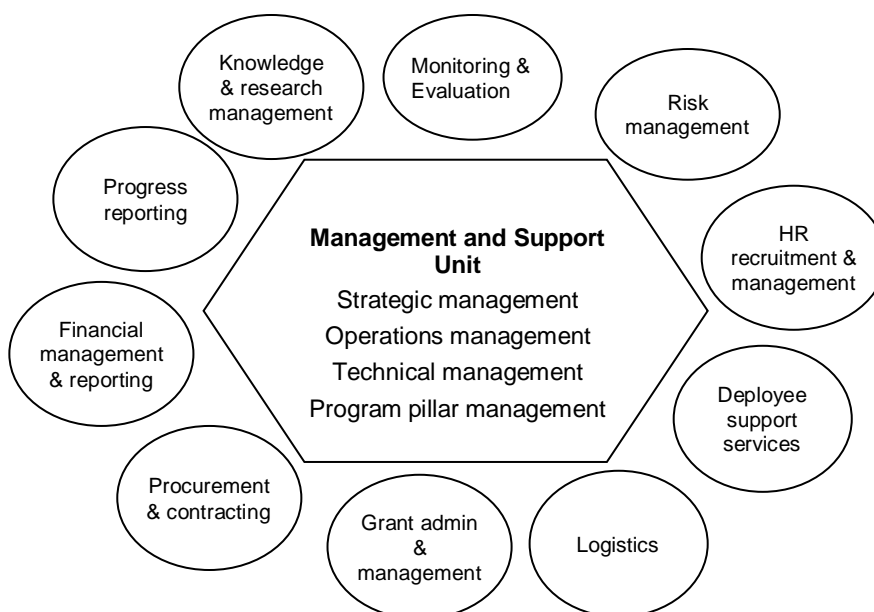 Knowledge
& research
management
Monitoring &
Evaluation
Risk
management
Progress
reporting
HR
recruitment &
management
Management and Support
Unit
Strategic management
Operations management
Technical management
Program pillar management
Financial
management
& reporting
Deployee
support
services
Procurement
& contracting
Grant admin
&
management
Logistics